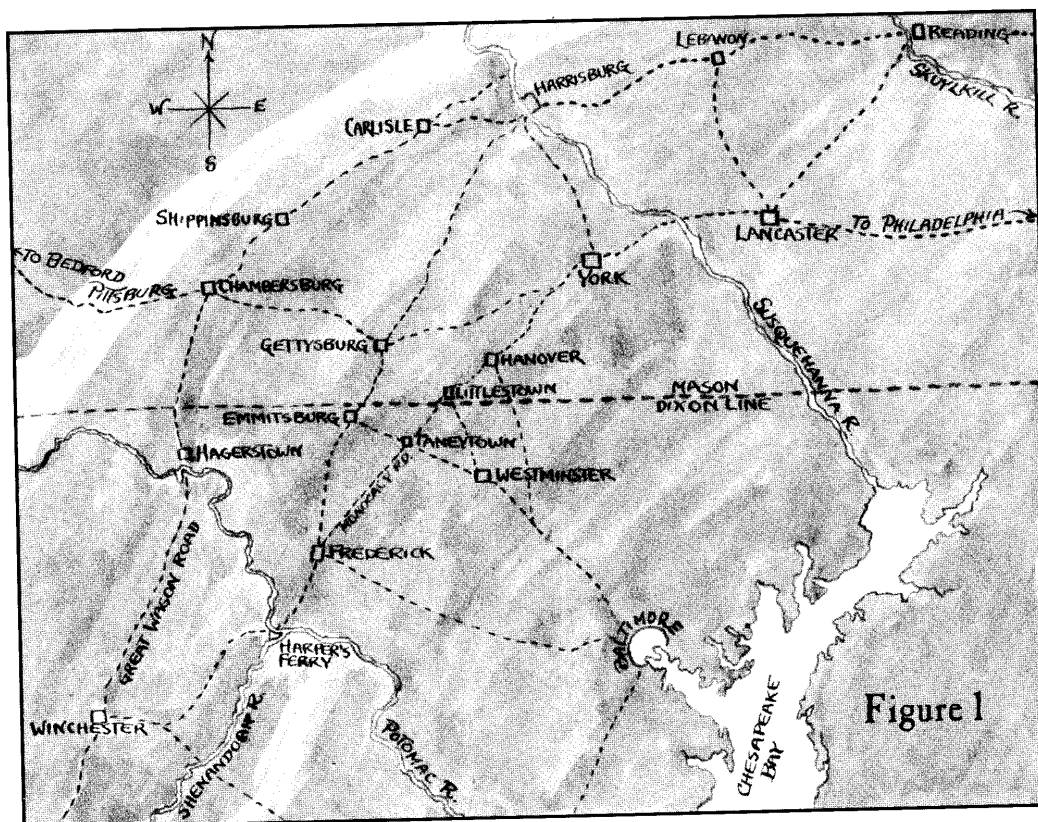 N
W E
S
LEBANON
READING
SKUYLKILL R.
HARRISBURG
CARLISLE
SHIPPINSBURG
LANCASTER
TO PHILADELPHIA
TO BEDFORD
PITTSBURG
CHAMBERSBURG
YORK
SUSQUEHANNA R.
GETTYSBURG
HANOVER
LITTLESTOWN
MASON
DIXON LINE
EMMITSBURG
TANEYTOWN
HAGERSTOWN
WESTMINSTER
MONOCACY RD.
FREDERICK
GREAT WAGON ROAD
BALTIMORE
HARPER'S
FERRY
WINCHESTER
SHENANDOAH R.
POTOMAC R.
CHESAPEAKE
BAY
Figure 1